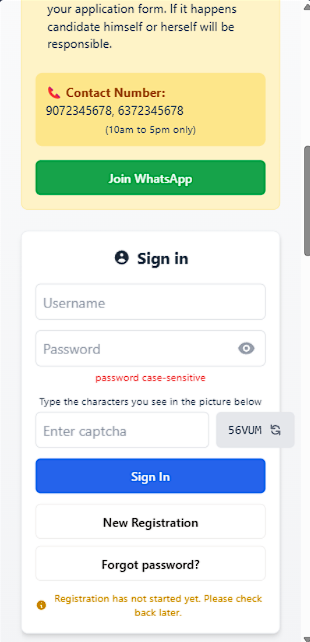 your application form. If it happens
candidate himself or herself will be
responsible.
Contact Number:
9072345678, 6372345678
(10am to 5pm only)
Join WhatsApp
Sign in
Username
Password
password case-sensitive
Type the characters you see in the picture below
Enter captcha
56VUM
Sign In
New Registration
Forgot password?
Registration has not started yet. Please check
back later.